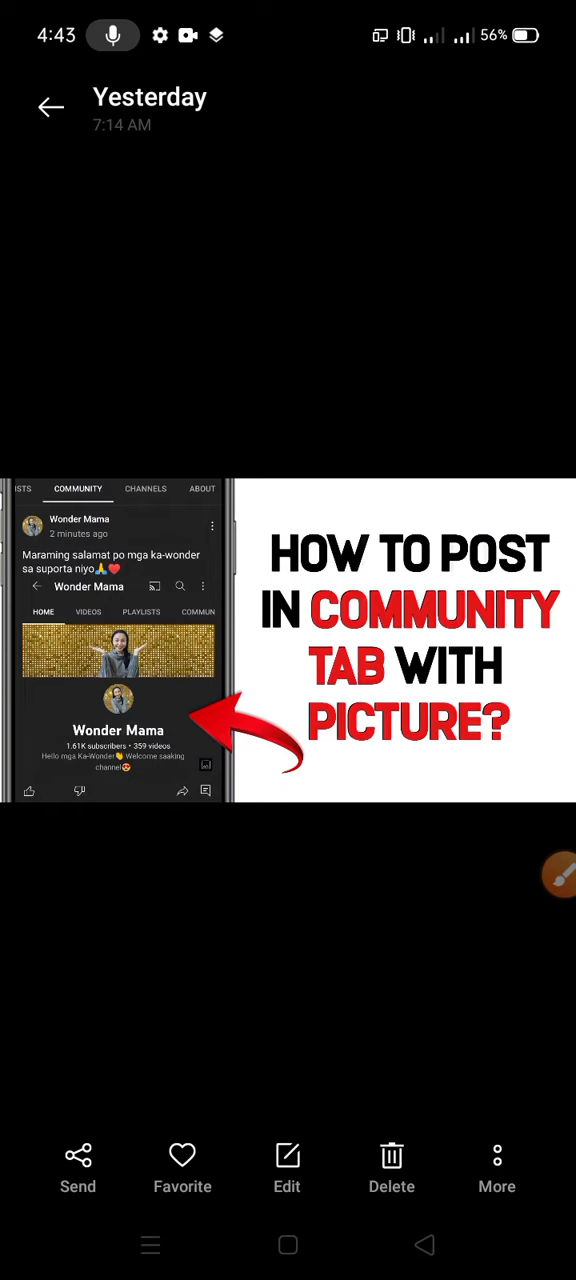 4:43
56%
Yesterday
7:14 AM
ISTS COMMUNITY CHANNELS ABOUT
Wonder Mama
2 minutes ago
Maraming salamat po mga ka-wonder
sa suporta niyo🙏❤️
Wonder Mama
HOME VIDEOS PLAYLISTS COMMUN
Wonder Mama
1.61K subscribers • 359 videos
Hello mga Ka-Wonder👋 Welcome saaking
channel😍
HOW TO POST
IN COMMUNITY
TAB WITH
PICTURE?
Send Favorite Edit Delete More